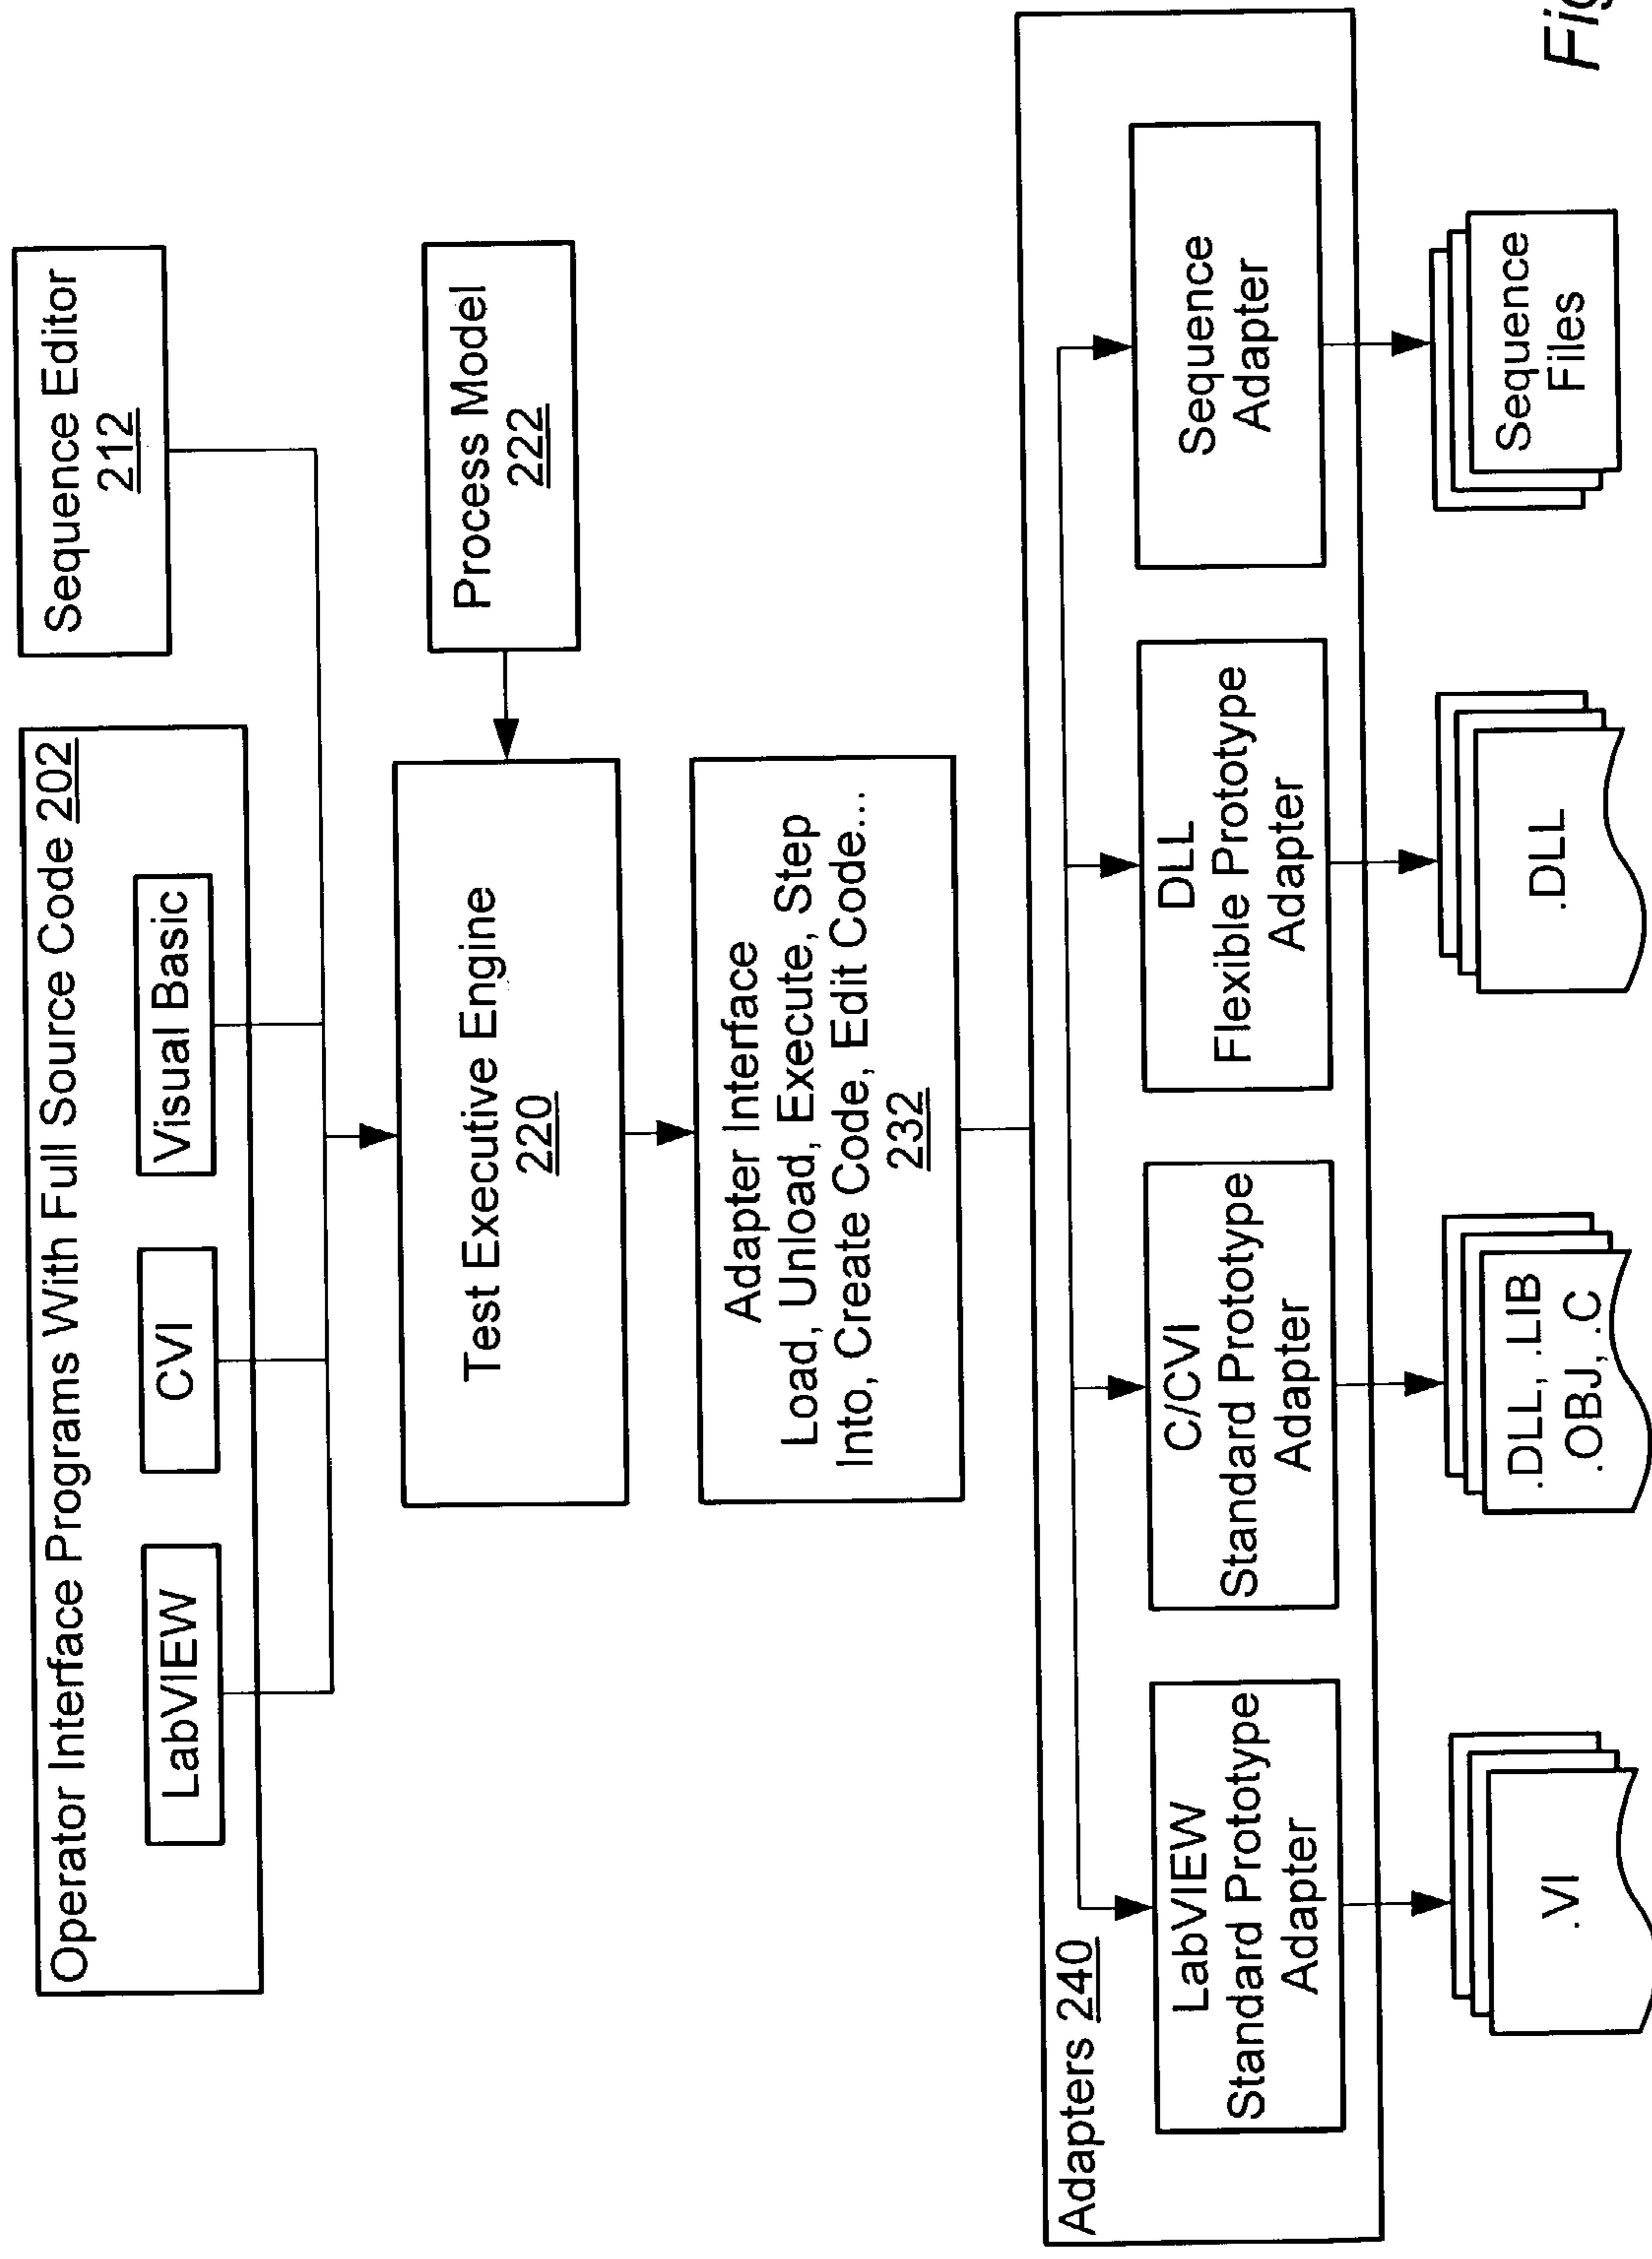 Operator Interface Programs With Full Source Code 202
LabVIEW
CVI
Visual Basic
Sequence Editor
212
Test Executive Engine
220
Process Model
222
Adapter Interface
Load, Unload, Execute, Step
Into, Create Code, Edit Code...
232
Adapters 240
LabVIEW
Standard Prototype
Adapter
C/CVI
Standard Prototype
Adapter
DLL
Flexible Prototype
Adapter
Sequence
Adapter
.VI
.DLL, .LIB
.OBJ, .C
.DLL
Sequence
Files